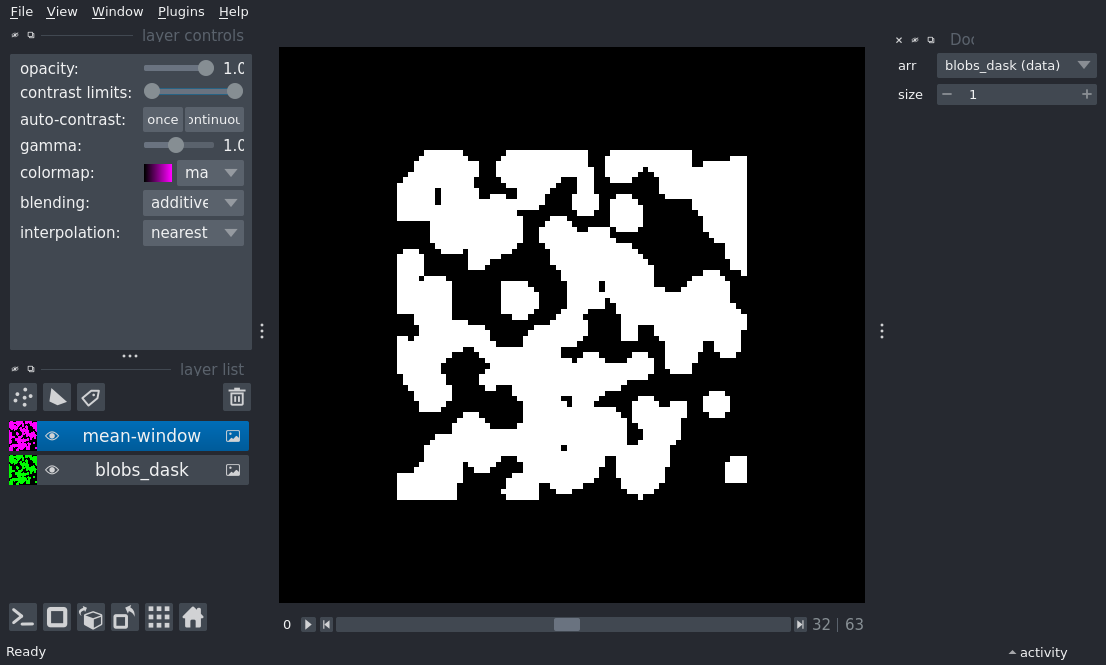 File View Window Plugins Help
layer controls
opacity: 1.0
contrast limits:
auto-contrast: once
gamma: 1.0
colormap: ma
blending: additive
interpolation: nearest
layer list
mean-window
blobs_dask
arr blobs_dask (data)
size 1
0 32 63
Ready
activity